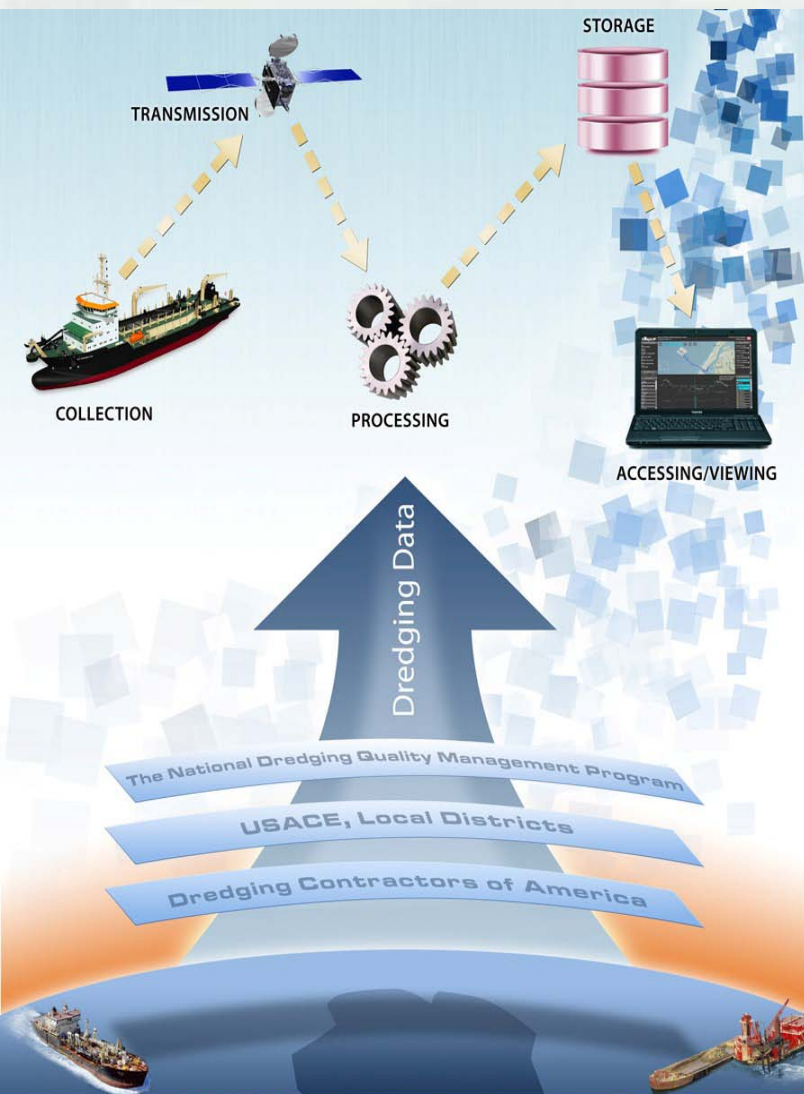 STORAGE
TRANSMISSION
COLLECTION
PROCESSING
ACCESSING/VIEWING
Dredging Data
The National Dredging Quality Management Program
USACE, Local Districts
Dredging Contractors of America